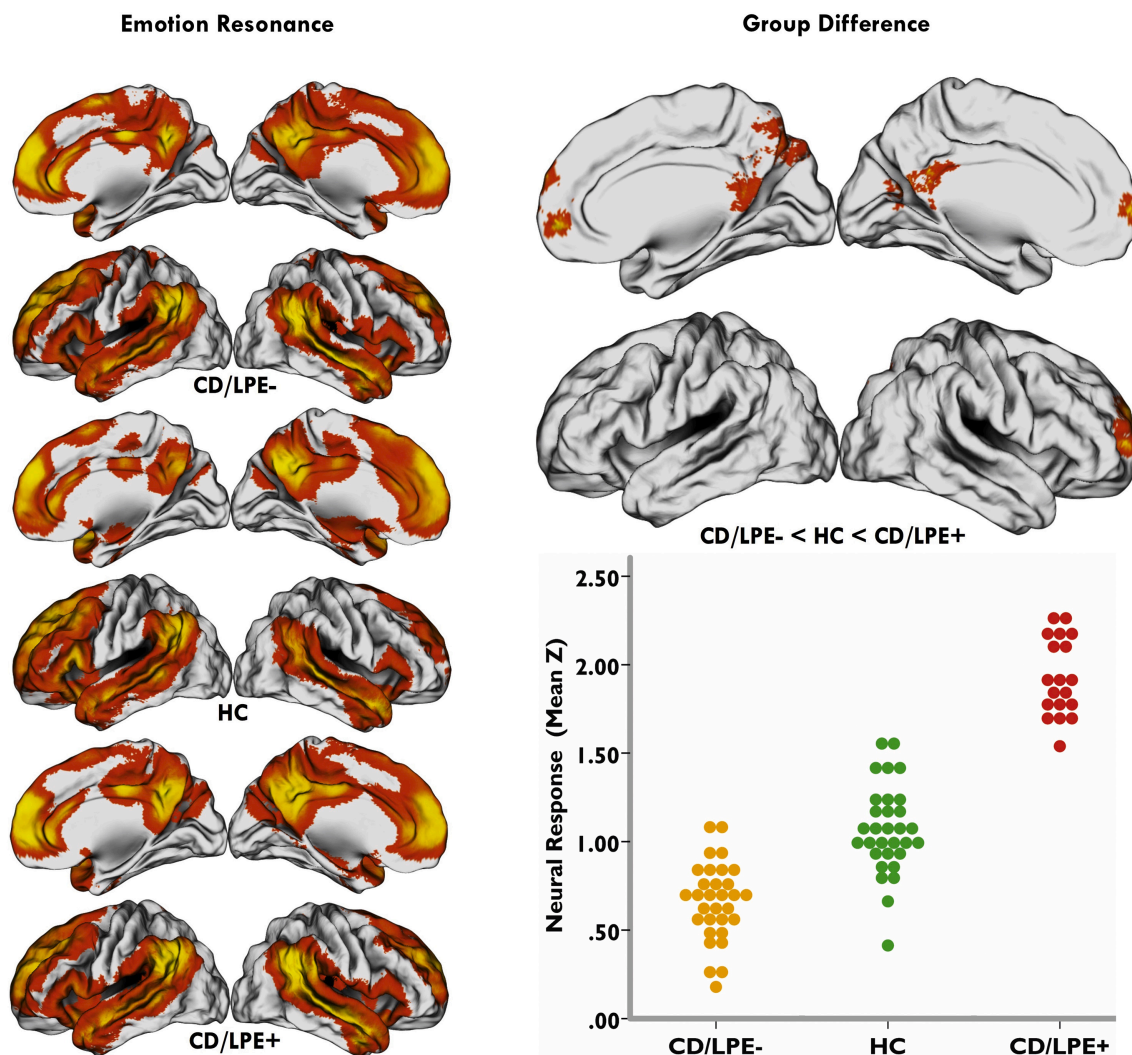 Emotion Resonance
CD/LPE-
HC
CD/LPE+
Group Difference
CD/LPE- < HC < CD/LPE+
Neural Response (Mean Z)
2.50
2.00
1.50
1.00
.50
.00
CD/LPE- HC CD/LPE+